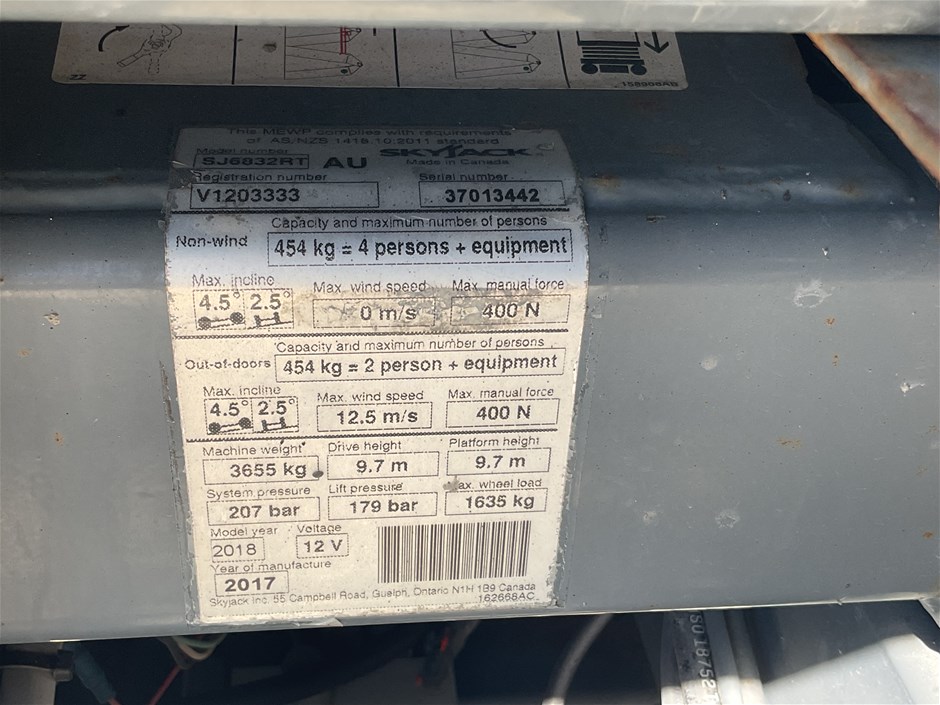 ZZ
158906AB
This MEWP complies with requirements
of AS/NZS 1418.10:2011 standard
Model number
SJ6832RT AU SKYJACK
Made in Canada
Registration number Serial number
V1203333 37013442
Capacity and maximum number of persons
Non-wind 454 kg = 4 persons + equipment
Max. incline Max. wind speed Max. manual force
4.5° 2.5° 0 m/s 400 N
Capacity and maximum number of persons
Out-of-doors 454 kg = 2 person + equipment
Max. incline Max. wind speed Max. manual force
4.5° 2.5° 12.5 m/s 400 N
Machine weight Drive height Platform height
3655 kg 9.7 m 9.7 m
System pressure Lift pressure Max. wheel load
207 bar 179 bar 1635 kg
Model year Voltage
2018 12 V
Year of manufacture
2017
Skyjack Inc. 55 Campbell Road, Guelph, Ontario N1H 1B9 Canada
162668AC
SO 18752